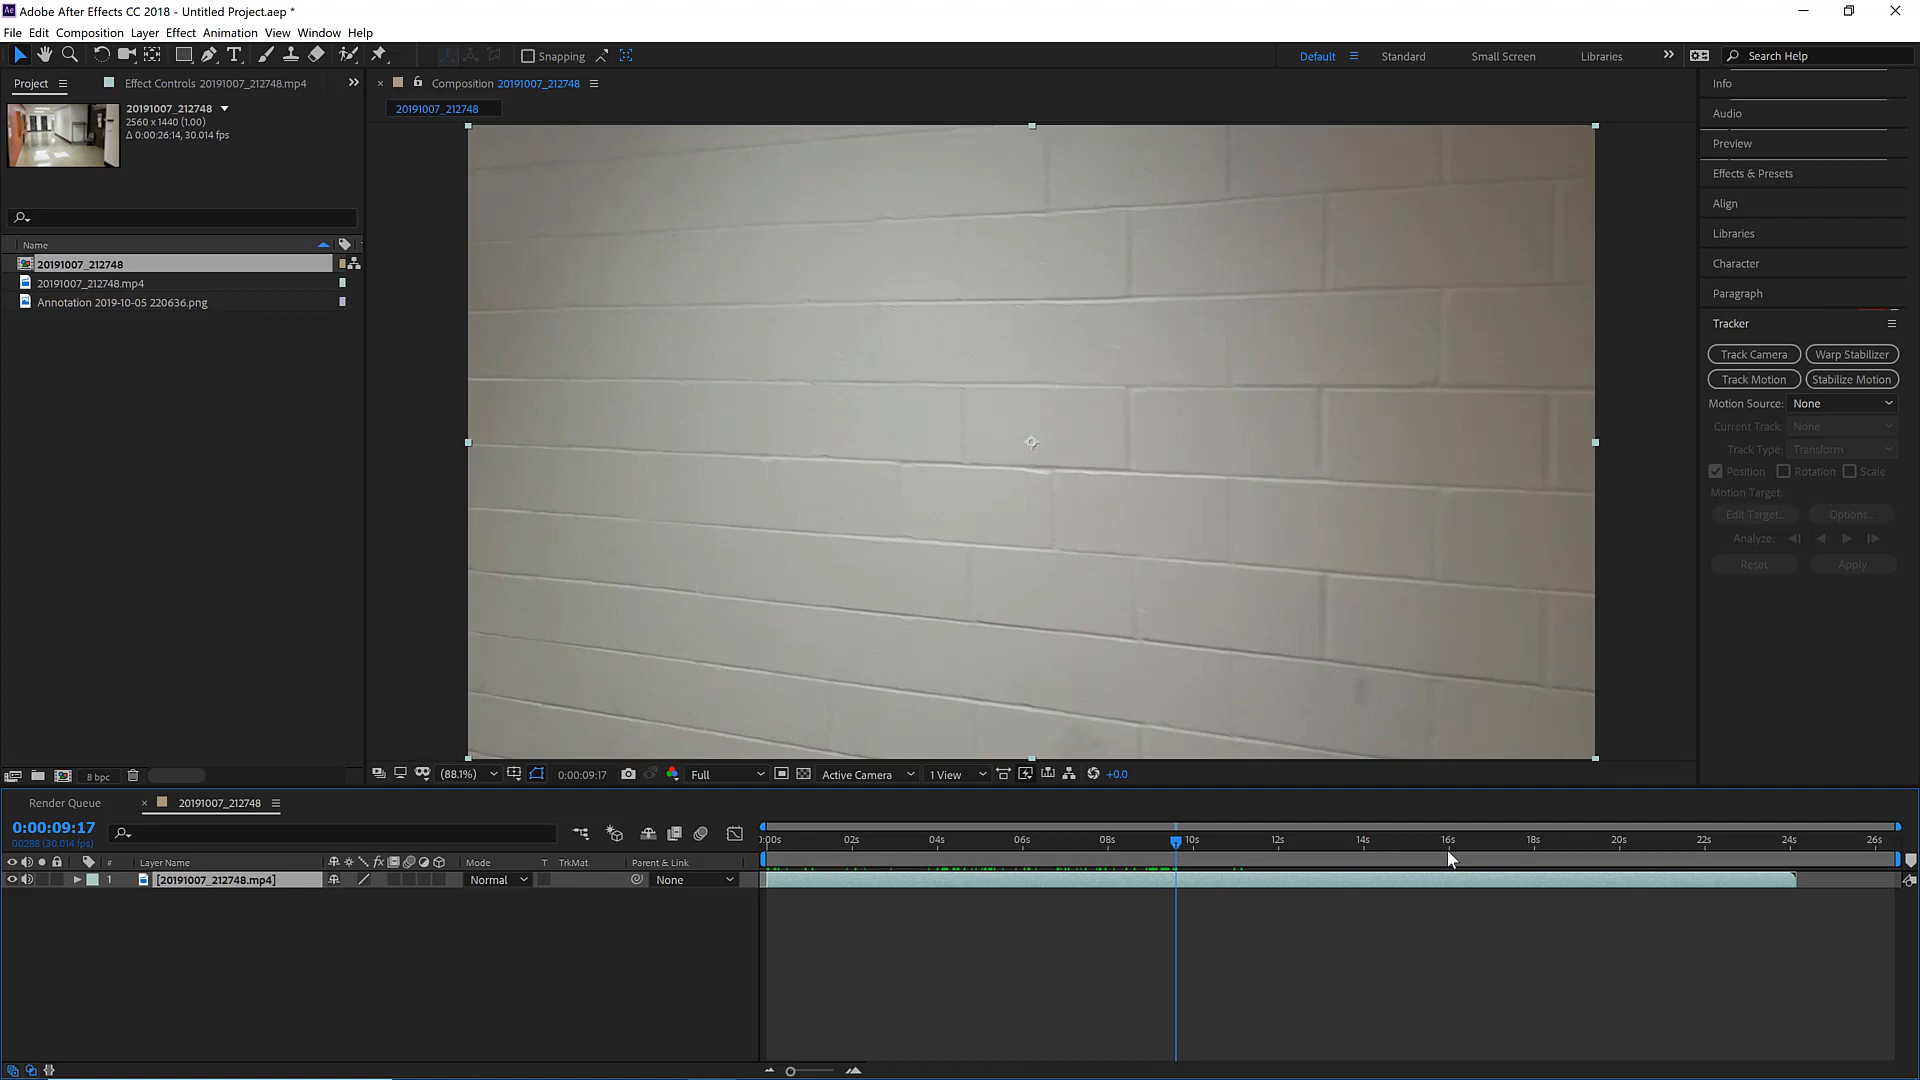 Adobe After Effects CC 2018 - Untitled Project.aep *
File Edit Composition Layer Effect Animation View Window Help
Snapping
Default Standard Small Screen Libraries
Search Help
Project Effect Controls 20191007_212748.mp4
Composition 20191007_212748
20191007_212748
20191007_212748
2560 x 1440 (1.00)
Δ 0:00:26:14, 30.014 fps
Name
20191007_212748
20191007_212748.mp4
Annotation 2019-10-05 220636.png
Info
Audio
Preview
Effects & Presets
Align
Libraries
Character
Paragraph
Tracker
Track Camera Warp Stabilizer
Track Motion Stabilize Motion
Motion Source: None
Current Track: None
Track Type: Transform
Position Rotation Scale
Motion Target:
Edit Target... Options...
Analyze:
Reset Apply
8 bpc
(88.1%) 0:00:09:17 Full Active Camera 1 View +0.0
Render Queue 20191007_212748
0:00:09:17
00288 (30.014 fps)
:00s 02s 04s 06s 08s 10s 12s 14s 16s 18s 20s 22s 24s 26s
# Layer Name fx Mode T TrkMat Parent & Link
1 [20191007_212748.mp4] Normal None